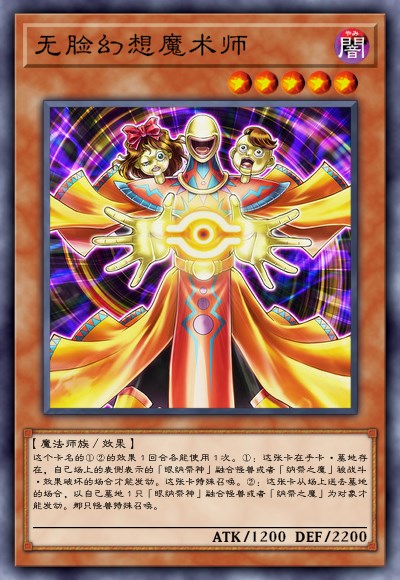 无脸幻想魔术师
やみ
闇
【魔法师族／效果】
这个卡名的①②的效果1回合各能使用1次。①：这张卡在手卡·墓地存
在，自己场上的表侧表示的「眼纳祭神」融合怪兽或者「纳祭之魔」被战斗
·效果破坏的场合才能发动。这张卡特殊召唤。②：这张卡从场上送去墓地
的场合，以自己墓地1只「眼纳祭神」融合怪兽或者「纳祭之魔」为对象才
能发动。那只怪兽特殊召唤。
ATK/1200 DEF/2200